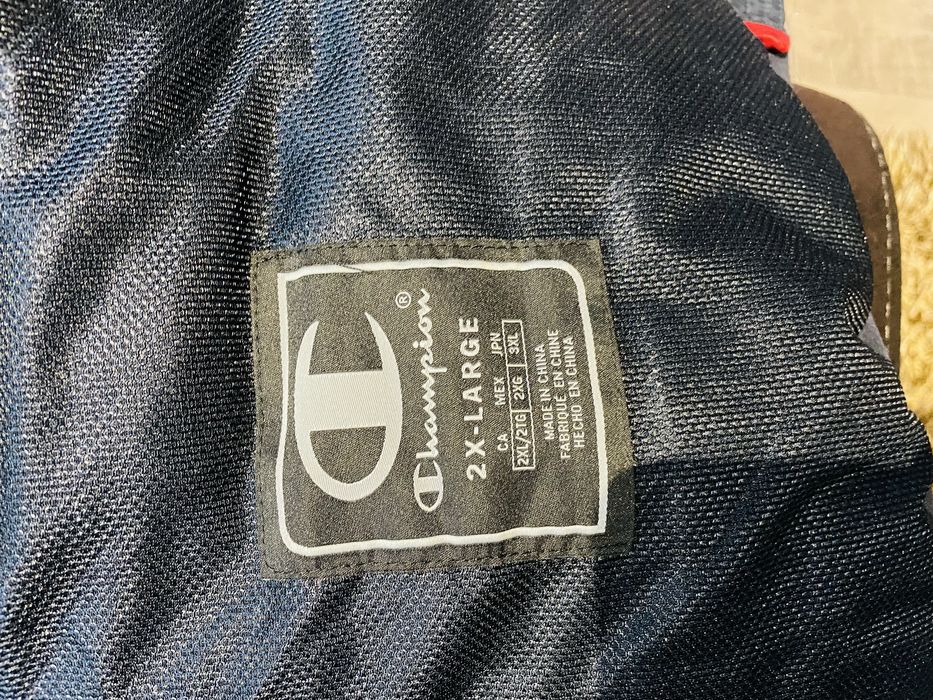 Champion®
2X-LARGE
CA MEX JPN
2XL/2TG 2XG 3XL
MADE IN CHINA
FABRIQUÉ EN CHINE
HECHO EN CHINA